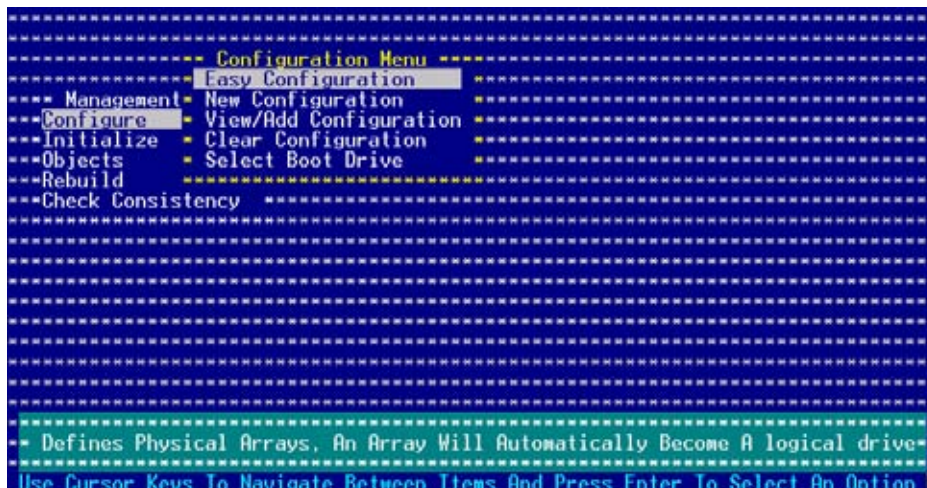 Configuration Menu
Easy Configuration
Management
New Configuration
Configure
View/Add Configuration
Initialize
Clear Configuration
Objects
Select Boot Drive
Rebuild
Check Consistency
Defines Physical Arrays, An Array Will Automatically Become A logical drive
Use Cursor Keys To Navigate Between Items And Press Enter To Select An Option